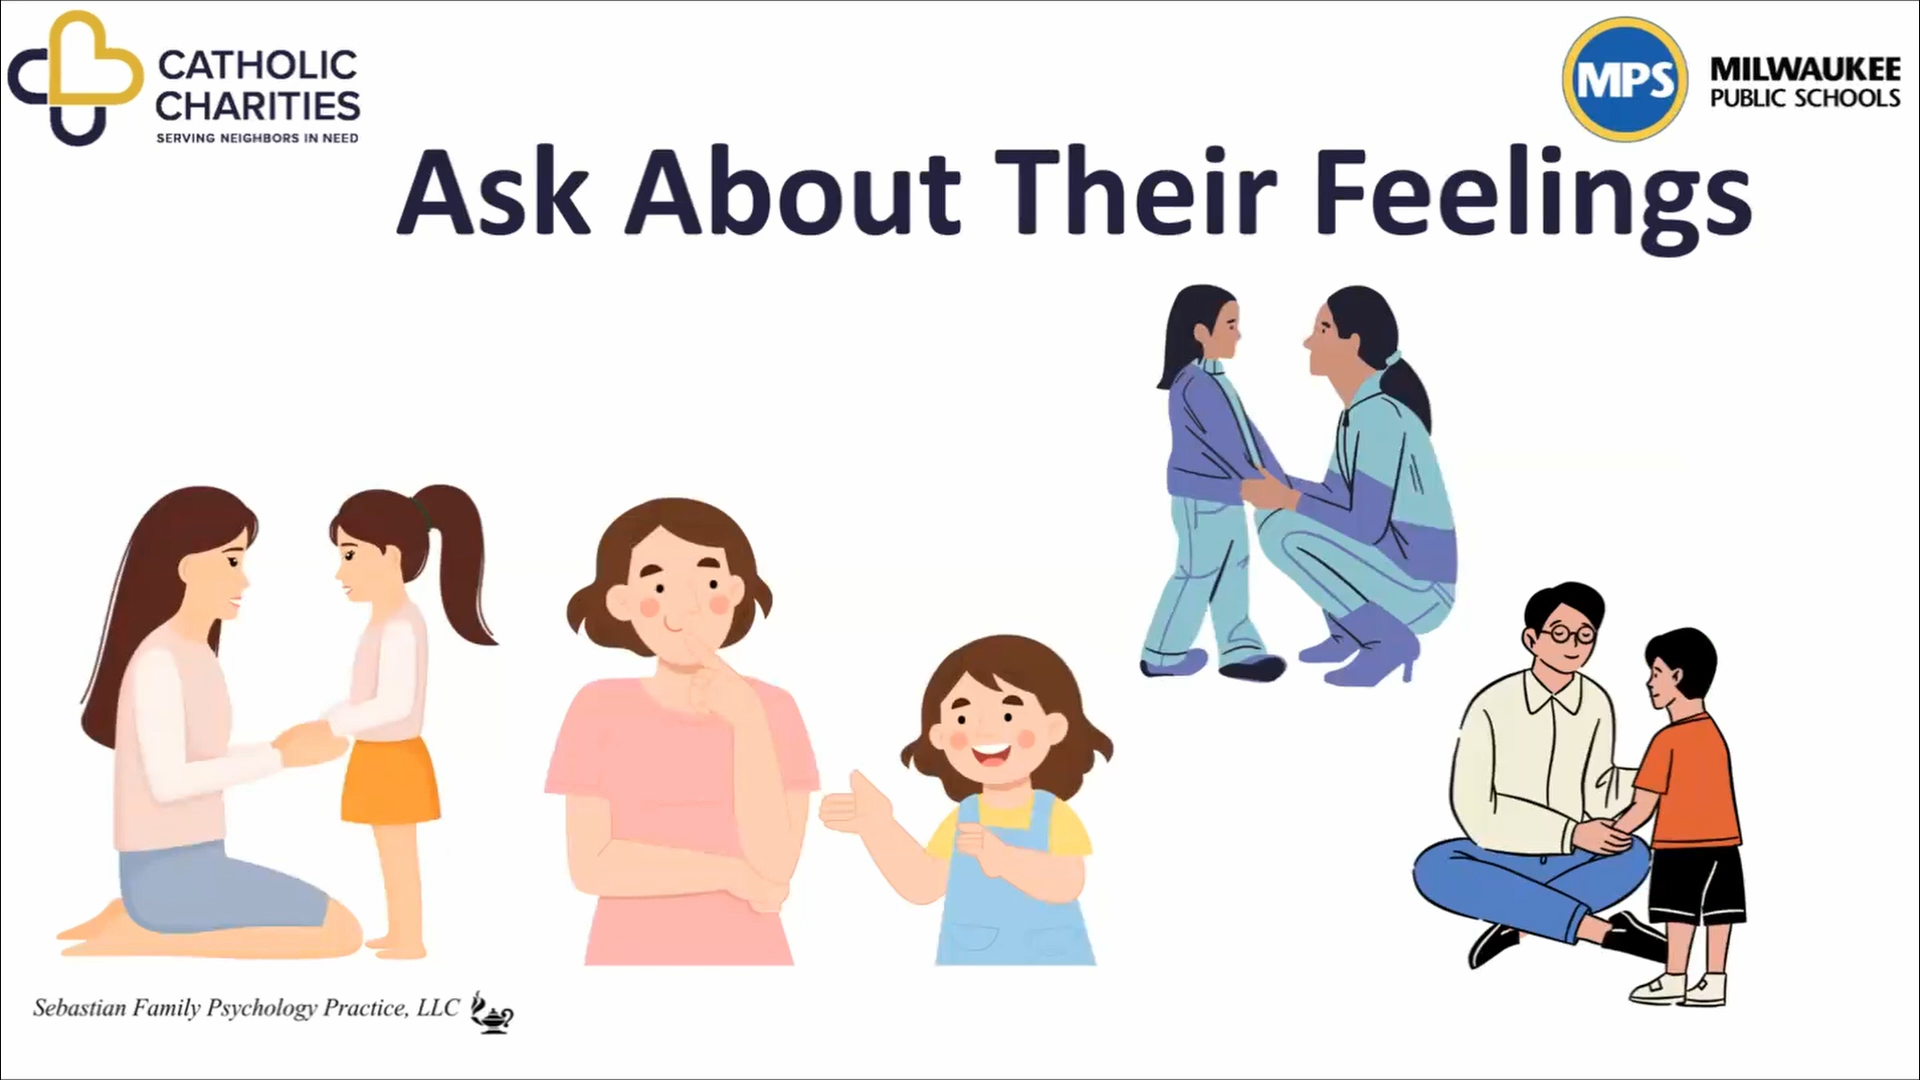 CATHOLIC
CHARITIES
SERVING NEIGHBORS IN NEED
MPS
MILWAUKEE
PUBLIC SCHOOLS
Ask About Their Feelings
Sebastian Family Psychology Practice, LLC